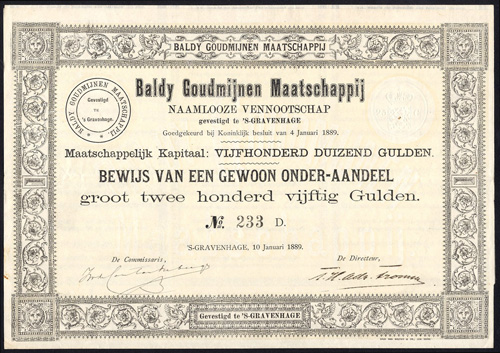 BALDY GOUDMIJNEN MAATSCHAPPIJ
Baldy Goudmijnen Maatschappij
NAAMLOOZE VENNOOTSCHAP
gevestigd te 'S-GRAVENHAGE
Goedgekeurd bij Koninklijk besluit van 4 Januari 1889.
BALDY GOUDMIJNEN MAATSCHAPPIJ.
Gevestigd
te
's Gravenhage.
Maatschappelijk Kapitaal: VIJFHONDERD DUIZEND GULDEN.
BEWIJS VAN EEN GEWOON ONDER-AANDEEL
groot twee honderd vijftig Gulden.
No. 233 D.
'S-GRAVENHAGE, 10 Januari 1889.
De Commissaris,
De Directeur,
Gevestigd te 's GRAVENHAGE